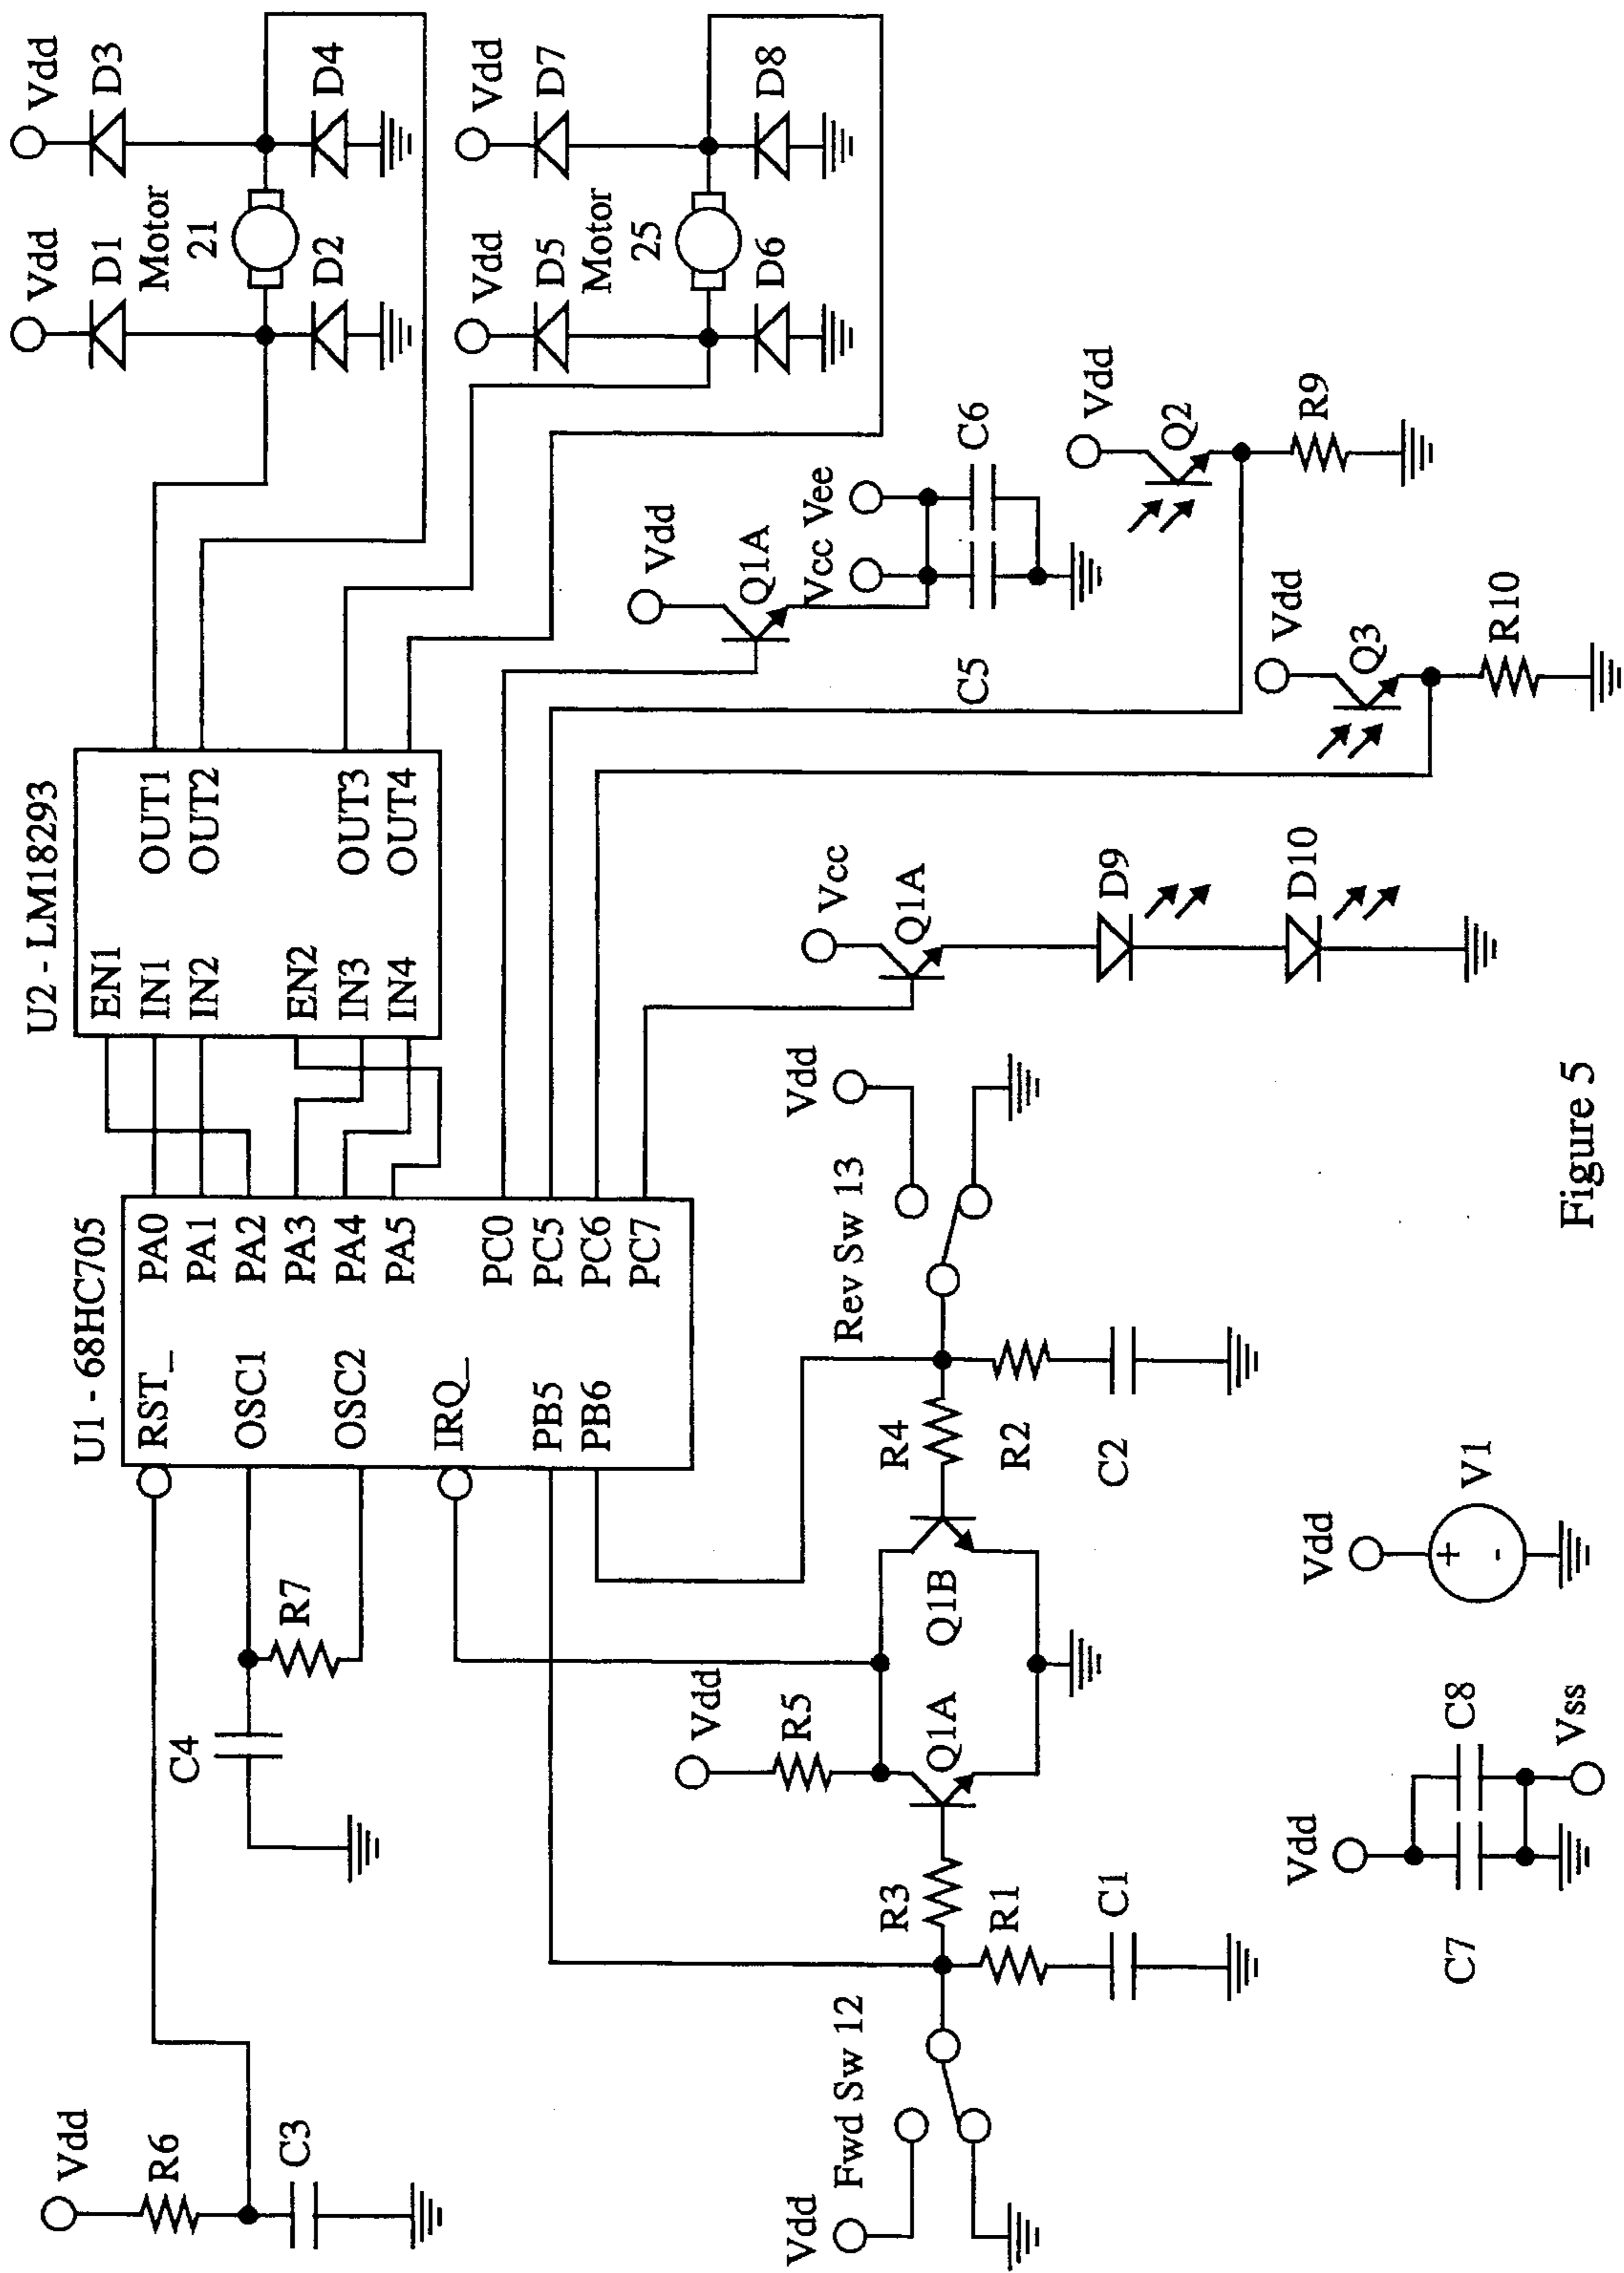 Vdd
R6
C3
C4
R7
U1 - 68HC705
RST_
OSC1
OSC2
IRQ_
PB5
PB6
PA0
PA1
PA2
PA3
PA4
PA5
PC0
PC5
PC6
PC7
U2 - LM18293
EN1
IN1
IN2
EN2
IN3
IN4
OUT1
OUT2
OUT3
OUT4
Vdd
D1
Motor
21
D2
Vdd
D3
D4
Vdd
D5
Motor
25
D6
Vdd
D7
D8
Vdd
Fwd Sw 12
R3
R1
C1
Vdd
R5
Q1A
Q1B
R4
R2
C2
Rev Sw 13
Vdd
Vcc
Q1A
D9
D10
Vdd
Q1A
Vcc
Vee
C5
C6
Vdd
Q2
R9
Vdd
Q3
R10
Vdd
C7
C8
Vss
Vdd
+
-
V1
Figure 5